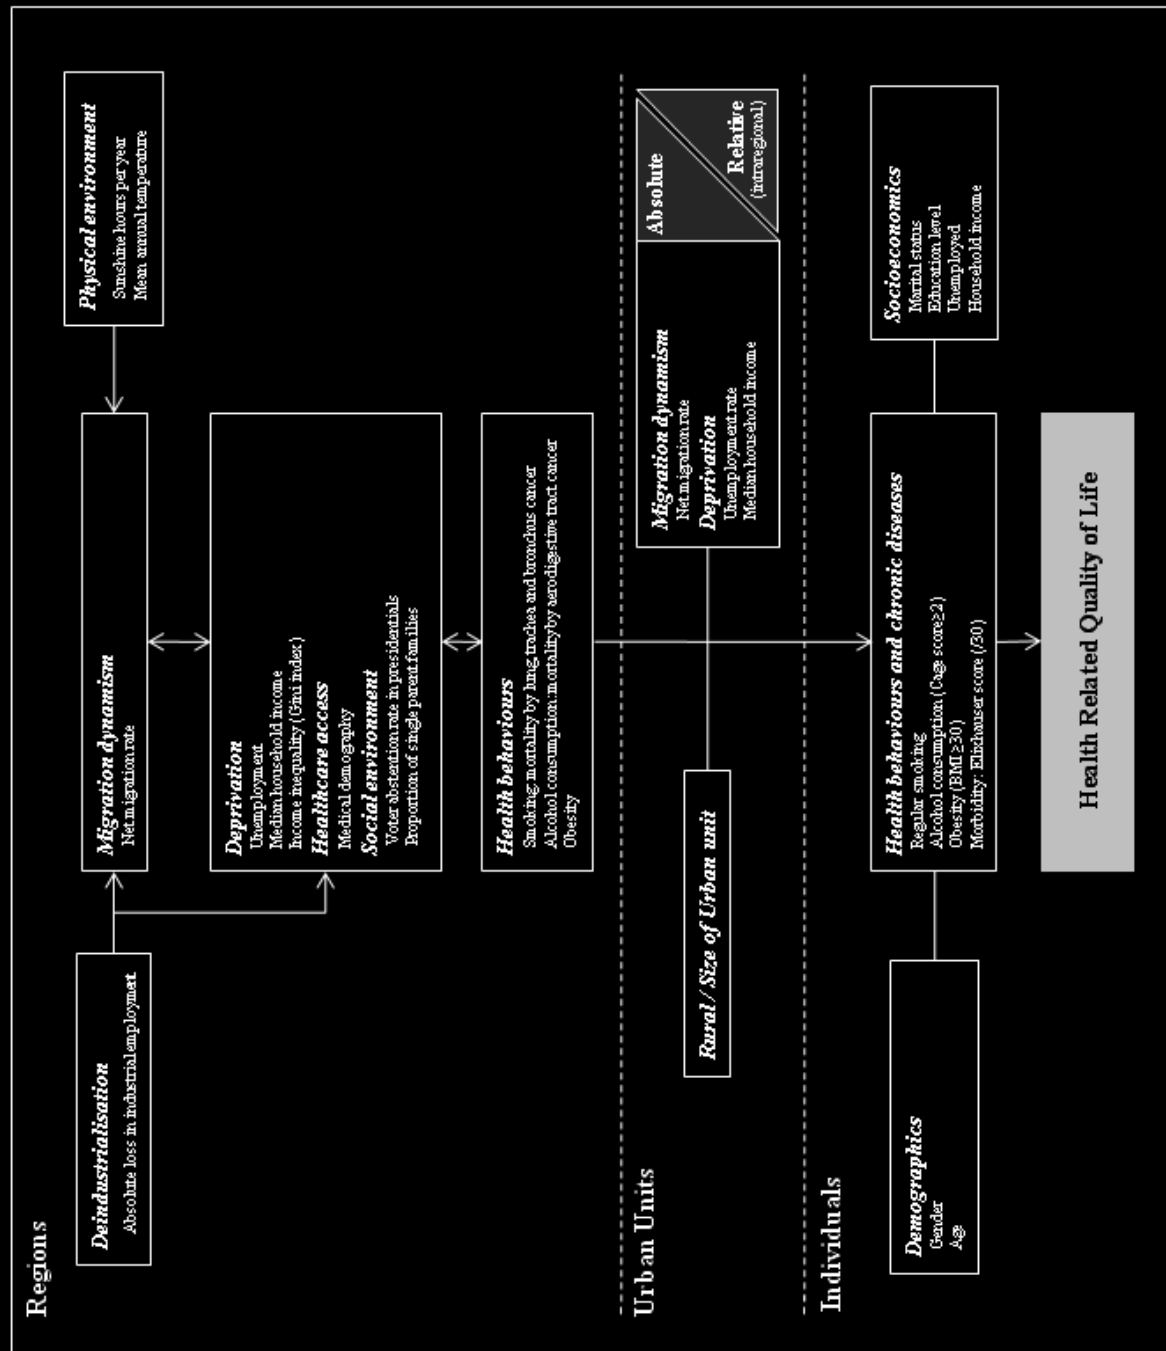 Regions
Deindustrialisation
Absolute loss in industrial employment
Migration dynamism
Net migration rate
Physical environment
Sunshine hours per year
Mean annual temperature
Deprivation
Unemployment
Median household income
Income inequality (Gini index)
Healthcare access
Medical demography
Social environment
Voter abstention rate in presidentials
Proportion of single parent families
Health behaviours
Smoking: mortality by lung, trachea and bronchus cancer
Alcohol consumption: mortality by aerodigestive tract cancer
Obesity
Urban Units
Rural / Size of Urban unit
Migration dynamism
Net migration rate
Deprivation
Unemployment rate
Median household income
Absolute
Relative
(intraregional)
Individuals
Demographics
Gender
Age
Health behaviours and chronic diseases
Regular smoking
Alcohol consumption (Cage score≥2)
Obesity (BMI ≥30)
Morbidity: Elixhauser score (/30)
Socioeconomics
Marital status
Education level
Unemployed
Household income
Health Related Quality of Life